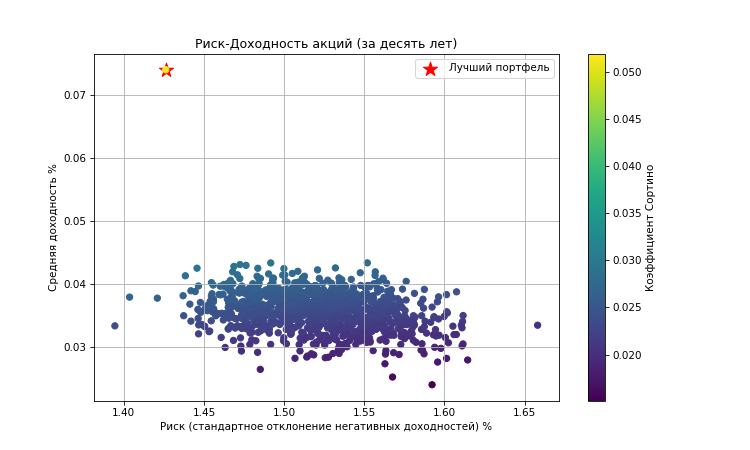 Риск-Доходность акций (за десять лет)
Лучший портфель
Средняя доходность %
0.07
0.06
0.05
0.04
0.03
1.40 1.45 1.50 1.55 1.60 1.65
Риск (стандартное отклонение негативных доходностей) %
0.050
0.045
0.040
0.035
0.030
0.025
0.020
Коэффициент Сортино